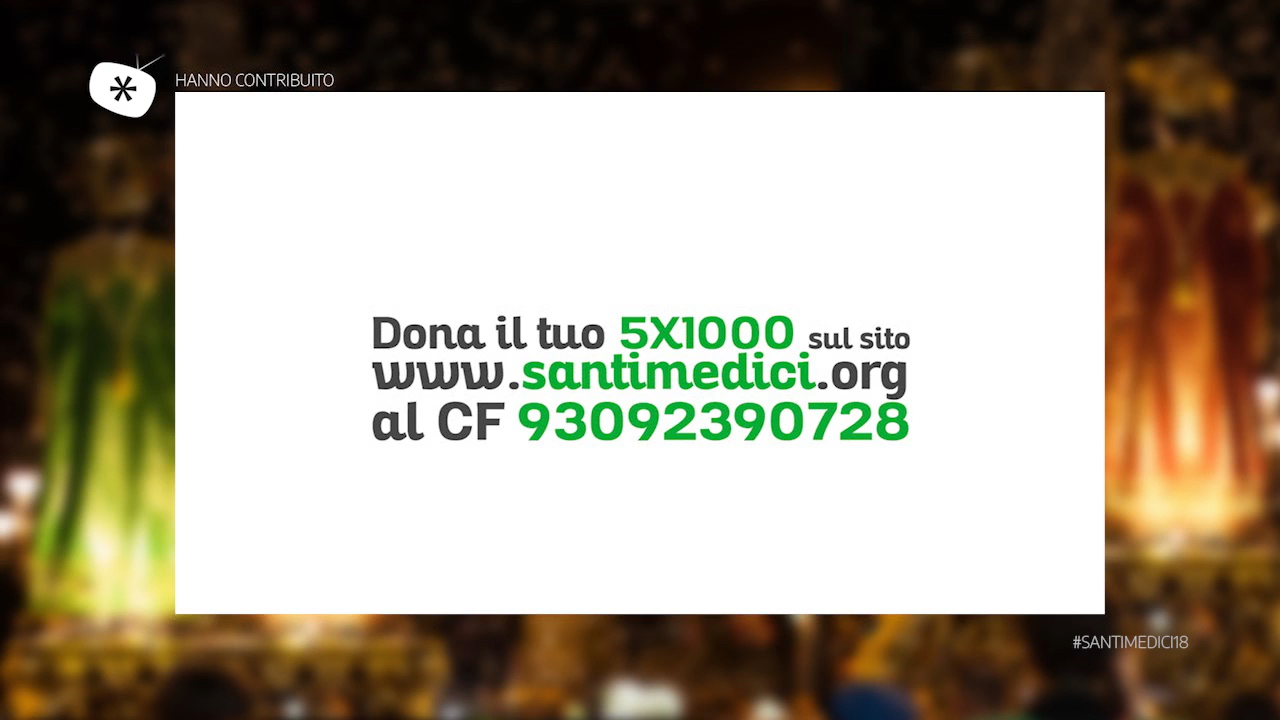 HANNO CONTRIBUITO
Dona il tuo 5X1000 sul sito
www.santimedici.org
al CF 93092390728
#SANTIMEDICI18